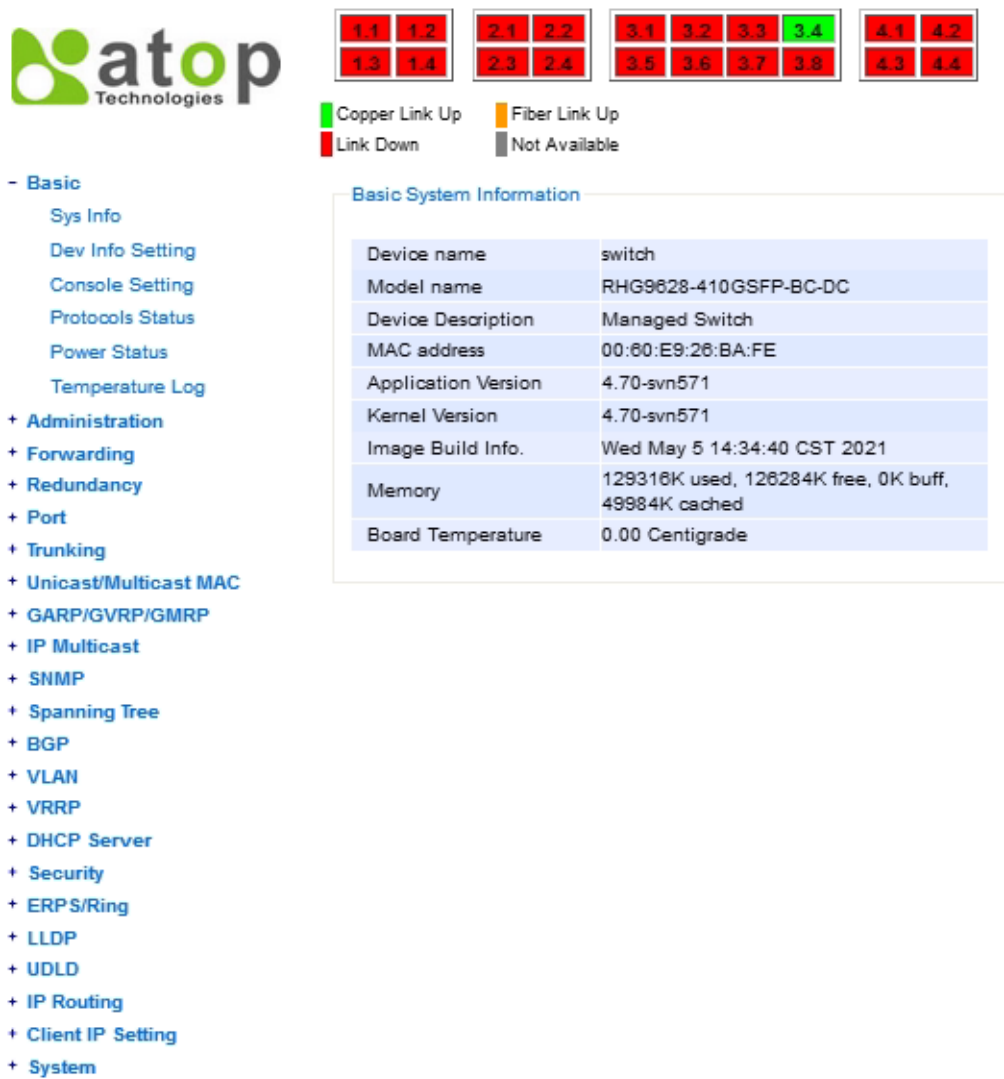 atop
Technologies
1.1 1.2 2.1 2.2 3.1 3.2 3.3 3.4 4.1 4.2
1.3 1.4 2.3 2.4 3.5 3.6 3.7 3.8 4.3 4.4
Copper Link Up Fiber Link Up
Link Down Not Available
- Basic
Sys Info
Dev Info Setting
Console Setting
Protocols Status
Power Status
Temperature Log
+ Administration
+ Forwarding
+ Redundancy
+ Port
+ Trunking
+ Unicast/Multicast MAC
+ GARP/GVRP/GMRP
+ IP Multicast
+ SNMP
+ Spanning Tree
+ BGP
+ VLAN
+ VRRP
+ DHCP Server
+ Security
+ ERPS/Ring
+ LLDP
+ UDLD
+ IP Routing
+ Client IP Setting
+ System
Basic System Information
Device name switch
Model name RHG9628-410GSFP-BC-DC
Device Description Managed Switch
MAC address 00:60:E9:26:BA:FE
Application Version 4.70-svn571
Kernel Version 4.70-svn571
Image Build Info. Wed May 5 14:34:40 CST 2021
Memory 129316K used, 126284K free, 0K buff,
49984K cached
Board Temperature 0.00 Centigrade